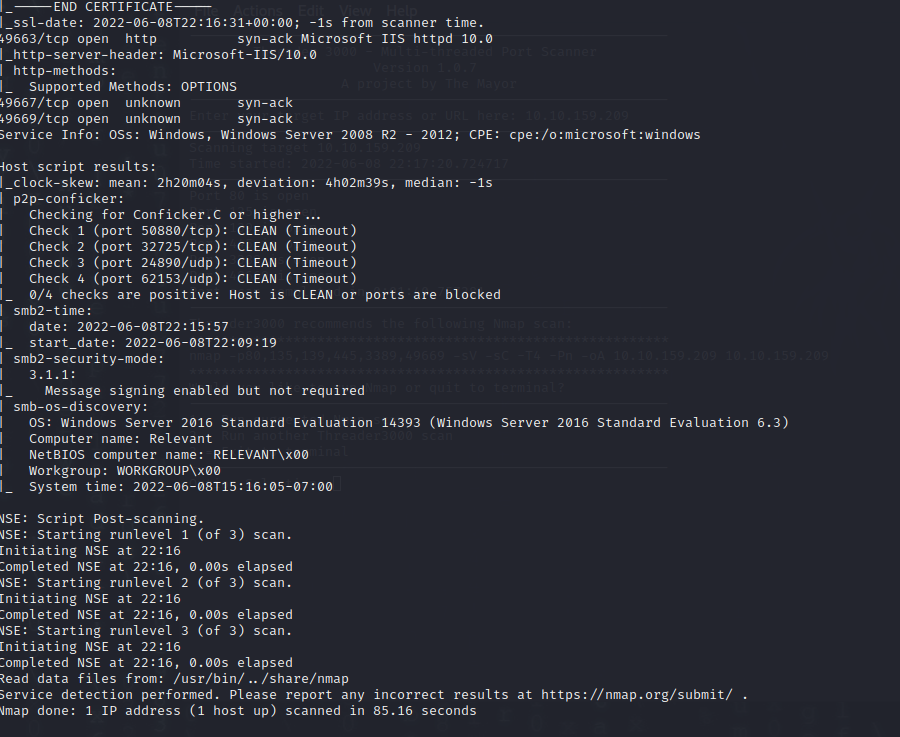 |_-----END CERTIFICATE-----
|_ssl-date: 2022-06-08T22:16:31+00:00; -1s from scanner time.
49663/tcp open  http          syn-ack Microsoft IIS httpd 10.0
|_http-server-header: Microsoft-IIS/10.0
| http-methods:
|_  Supported Methods: OPTIONS
49667/tcp open  unknown       syn-ack
49669/tcp open  unknown       syn-ack
Service Info: OSs: Windows, Windows Server 2008 R2 - 2012; CPE: cpe:/o:microsoft:windows
Host script results:
|_clock-skew: mean: 2h20m04s, deviation: 4h02m39s, median: -1s
| p2p-conficker:
|   Checking for Conficker.C or higher...
|   Check 1 (port 50880/tcp): CLEAN (Timeout)
|   Check 2 (port 32725/tcp): CLEAN (Timeout)
|   Check 3 (port 24890/udp): CLEAN (Timeout)
|   Check 4 (port 62153/udp): CLEAN (Timeout)
|_  0/4 checks are positive: Host is CLEAN or ports are blocked
| smb2-time:
|   date: 2022-06-08T22:15:57
|_  start_date: 2022-06-08T22:09:19
| smb2-security-mode:
|   3.1.1:
|_    Message signing enabled but not required
| smb-os-discovery:
|   OS: Windows Server 2016 Standard Evaluation 14393 (Windows Server 2016 Standard Evaluation 6.3)
|   Computer name: Relevant
|   NetBIOS computer name: RELEVANT\x00
|   Workgroup: WORKGROUP\x00
|_  System time: 2022-06-08T15:16:05-07:00
NSE: Script Post-scanning.
NSE: Starting runlevel 1 (of 3) scan.
Initiating NSE at 22:16
Completed NSE at 22:16, 0.00s elapsed
NSE: Starting runlevel 2 (of 3) scan.
Initiating NSE at 22:16
Completed NSE at 22:16, 0.00s elapsed
NSE: Starting runlevel 3 (of 3) scan.
Initiating NSE at 22:16
Completed NSE at 22:16, 0.00s elapsed
Read data files from: /usr/bin/../share/nmap
Service detection performed. Please report any incorrect results at https://nmap.org/submit/ .
Nmap done: 1 IP address (1 host up) scanned in 85.16 seconds